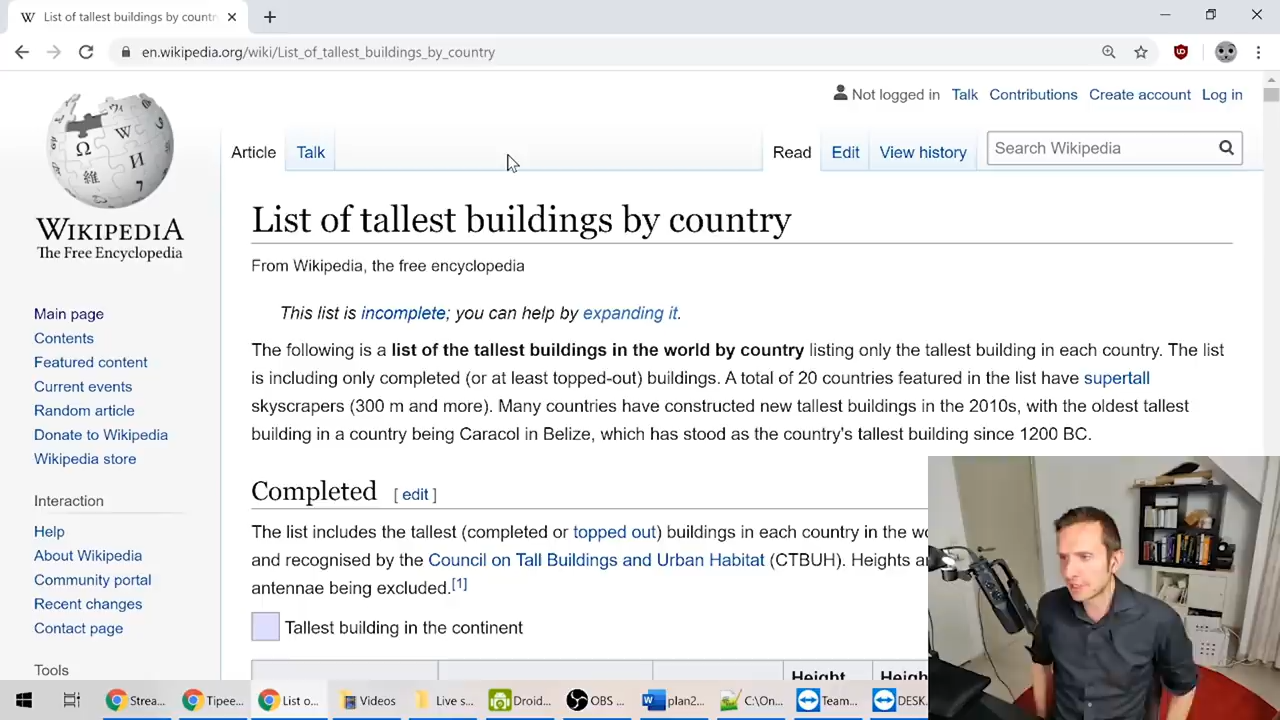 List of tallest buildings by countr
en.wikipedia.org/wiki/List_of_tallest_buildings_by_country
Not logged in Talk Contributions Create account Log in
Article Talk Read Edit View history Search Wikipedia
WIKIPEDIA
The Free Encyclopedia
List of tallest buildings by country
From Wikipedia, the free encyclopedia
This list is incomplete; you can help by expanding it.
The following is a list of the tallest buildings in the world by country listing only the tallest building in each country. The list
is including only completed (or at least topped-out) buildings. A total of 20 countries featured in the list have supertall
skyscrapers (300 m and more). Many countries have constructed new tallest buildings in the 2010s, with the oldest tallest
building in a country being Caracol in Belize, which has stood as the country's tallest building since 1200 BC.
Completed [ edit ]
The list includes the tallest (completed or topped out) buildings in each country in the wo
and recognised by the Council on Tall Buildings and Urban Habitat (CTBUH). Heights a
antennae being excluded.[1]
Tallest building in the continent
Height Heigh
Main page
Contents
Featured content
Current events
Random article
Donate to Wikipedia
Wikipedia store
Interaction
Help
About Wikipedia
Community portal
Recent changes
Contact page
Tools
Strea... Tipee... List o... Videos Live s... Droid... OBS ... plan2... C:\On... Team... DESK